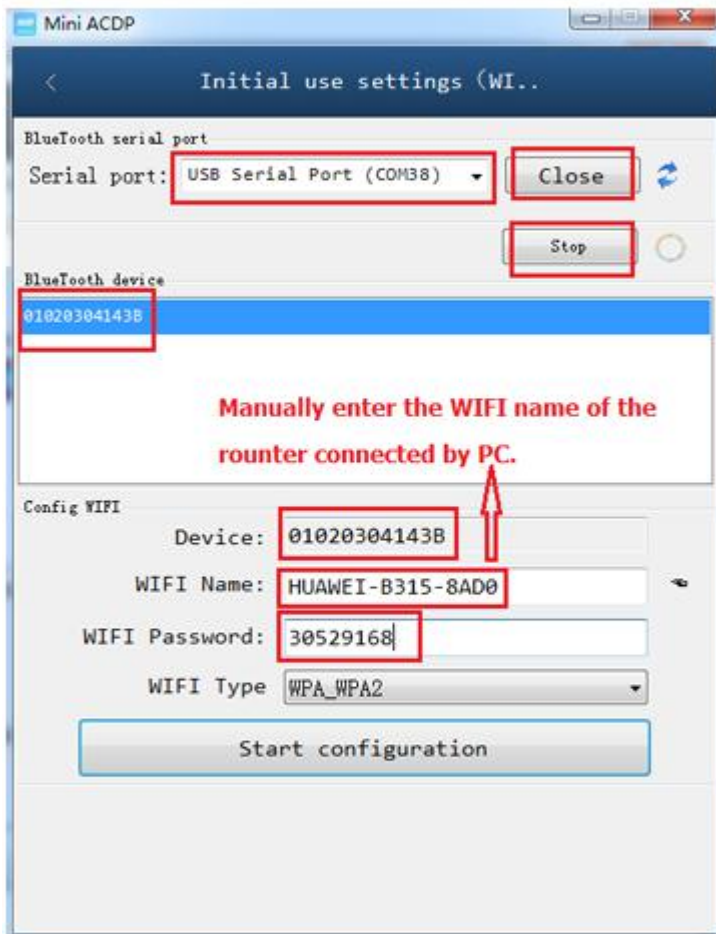 Mini ACDP
Initial use settings (WI..
BlueTooth serial port
Serial port: USB Serial Port (COM38) Close
Stop
BlueTooth device
01020304143B
Manually enter the WIFI name of the
rounter connected by PC.
Config WIFI
Device: 01020304143B
WIFI Name: HUAWEI-B315-8AD0
WIFI Password: 30529168
WIFI Type WPA_WPA2
Start configuration